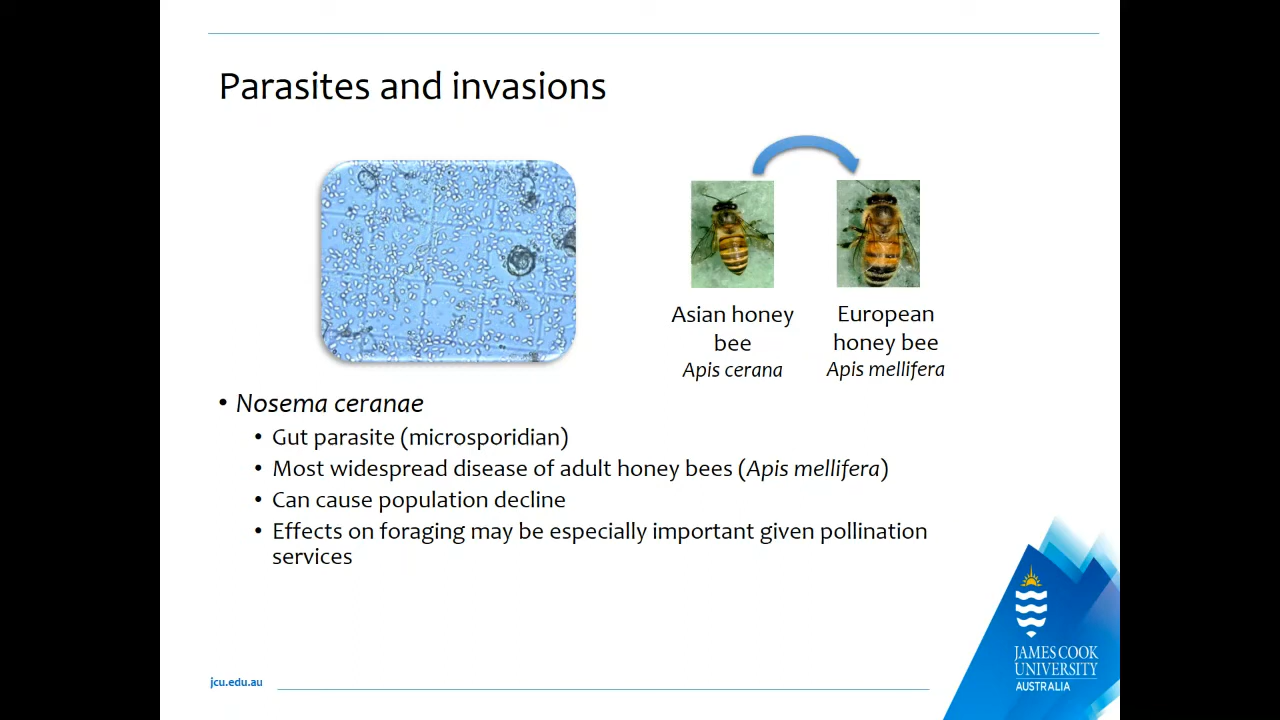 Parasites and invasions
Asian honey
bee
Apis cerana
European
honey bee
Apis mellifera
• Nosema ceranae
• Gut parasite (microsporidian)
• Most widespread disease of adult honey bees (Apis mellifera)
• Can cause population decline
• Effects on foraging may be especially important given pollination
services
jcu.edu.au
JAMES COOK
UNIVERSITY
AUSTRALIA